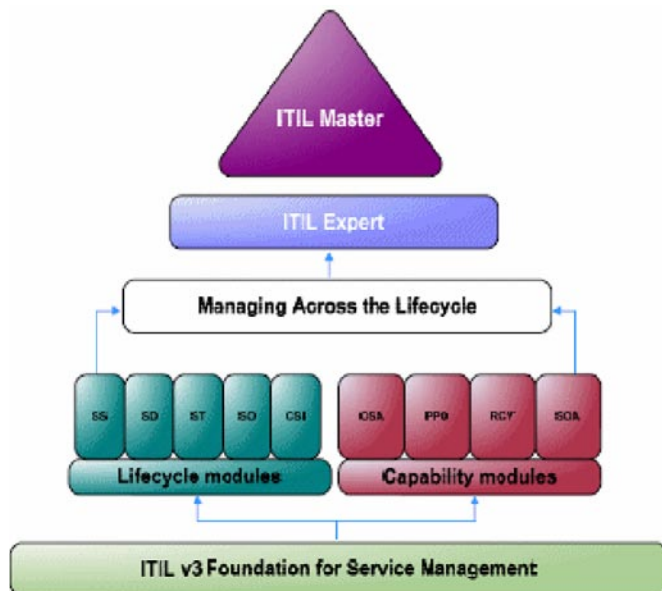 ITIL Master
ITIL Expert
Managing Across the Lifecycle
SS SD ST SO CSI OSA PPO RCV SOA
Lifecycle modules Capability modules
ITIL v3 Foundation for Service Management